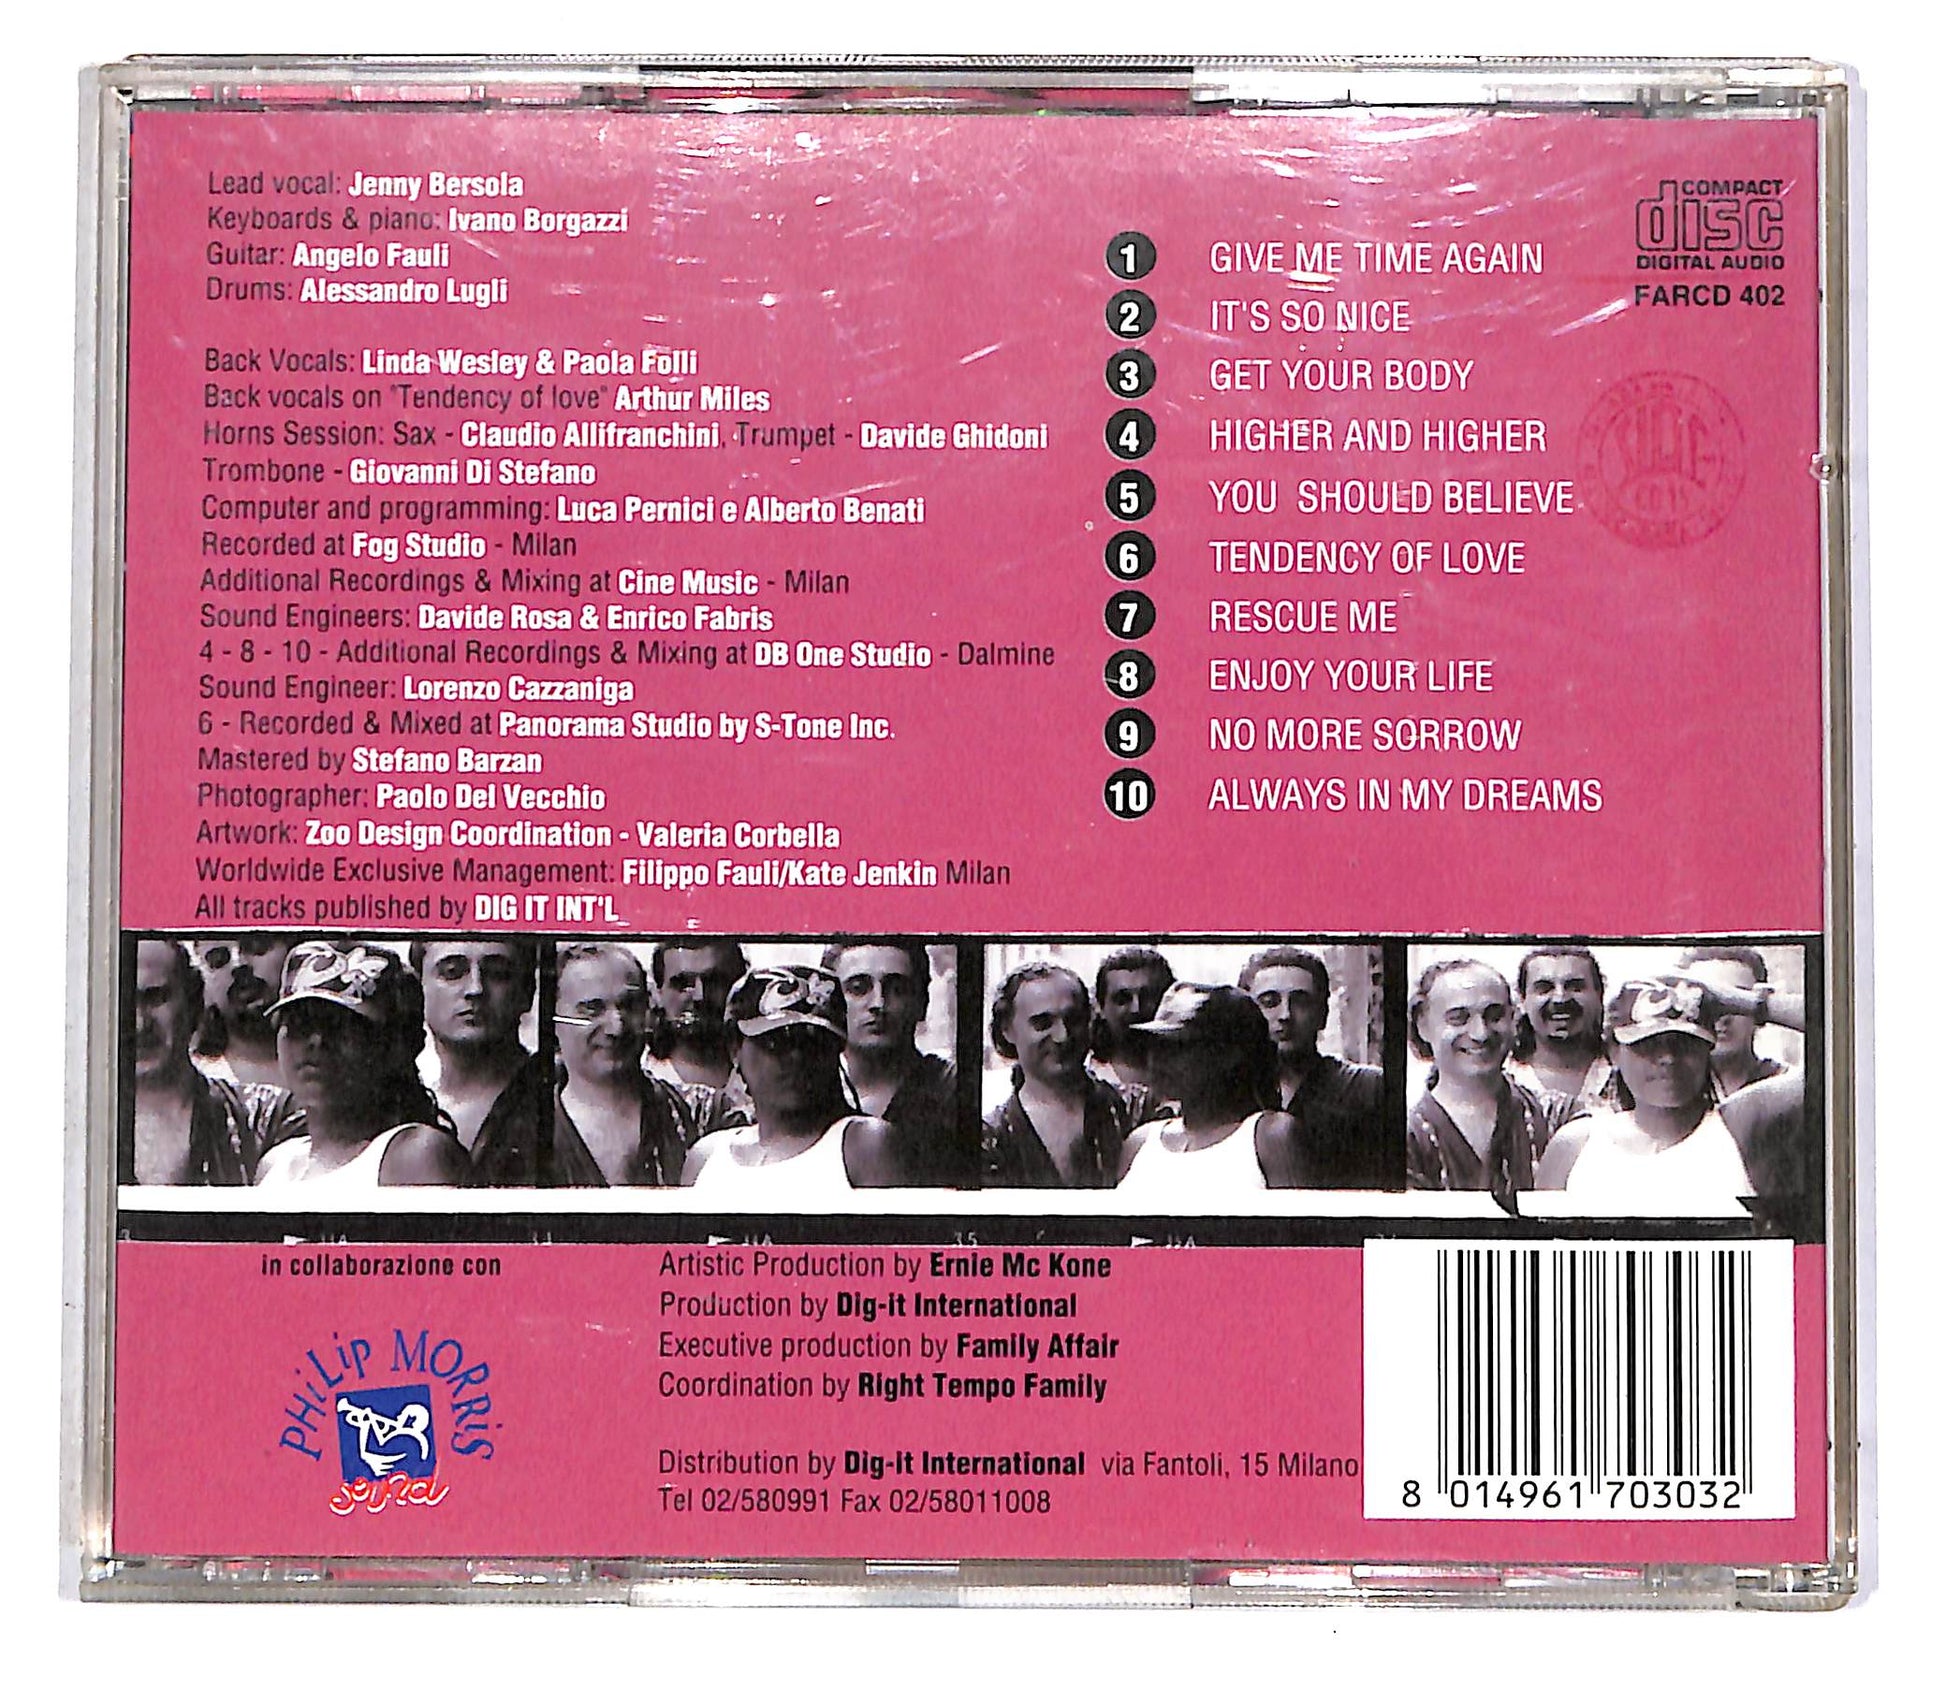 Lead vocal: Jenny Bersola
Keyboards & piano: Ivano Borgazzi
Guitar: Angelo Fauli
Drums: Alessandro Lugli
Back Vocals: Linda Wesley & Paola Folli
Back vocals on "Tendency of love" Arthur Miles
Horns Session: Sax - Claudio Allifranchini, Trumpet - Davide Ghidoni
Trombone - Giovanni Di Stefano
Computer and programming: Luca Pernici e Alberto Benati
Recorded at Fog Studio - Milan
Additional Recordings & Mixing at Cine Music - Milan
Sound Engineers: Davide Rosa & Enrico Fabris
4 - 8 - 10 - Additional Recordings & Mixing at DB One Studio - Dalmine
Sound Engineer: Lorenzo Cazzaniga
6 - Recorded & Mixed at Panorama Studio by S-Tone Inc.
Mastered by Stefano Barzan
Photographer: Paolo Del Vecchio
Artwork: Zoo Design Coordination - Valeria Corbella
Worldwide Exclusive Management: Filippo Fauli/Kate Jenkin Milan
All tracks published by DIG IT INT'L
1 GIVE ME TIME AGAIN
2 IT'S SO NICE
3 GET YOUR BODY
4 HIGHER AND HIGHER
5 YOU SHOULD BELIEVE
6 TENDENCY OF LOVE
7 RESCUE ME
8 ENJOY YOUR LIFE
9 NO MORE SORROW
10 ALWAYS IN MY DREAMS
COMPACT
disc
DIGITAL AUDIO
FARCD 402
in collaborazione con
PHiLip MORRiS
sound
Artistic Production by Ernie Mc Kone
Production by Dig-it International
Executive production by Family Affair
Coordination by Right Tempo Family
Distribution by Dig-it International via Fantoli, 15 Milano
Tel 02/580991 Fax 02/58011008
8 014961 703032